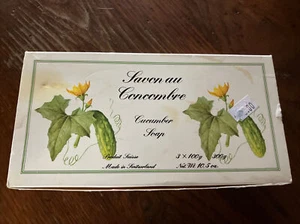 Savon au
Concombre
Cucumber
Soap
Produit Suisse
Made in Switzerland
3 x 100g - 300g
Net Wt. 10.5 oz.